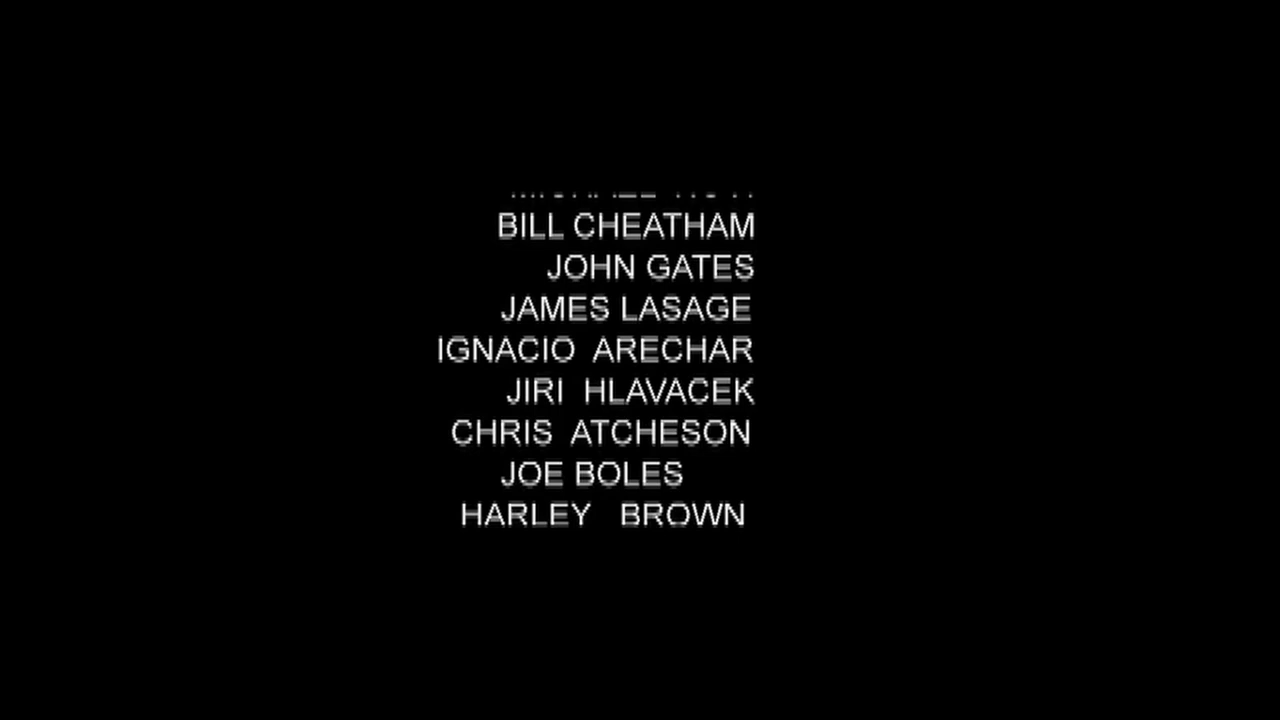 BILL CHEATHAM
JOHN GATES
JAMES LASAGE
IGNACIO ARECHAR
JIRI HLAVACEK
CHRIS ATCHESON
JOE BOLES
HARLEY BROWN